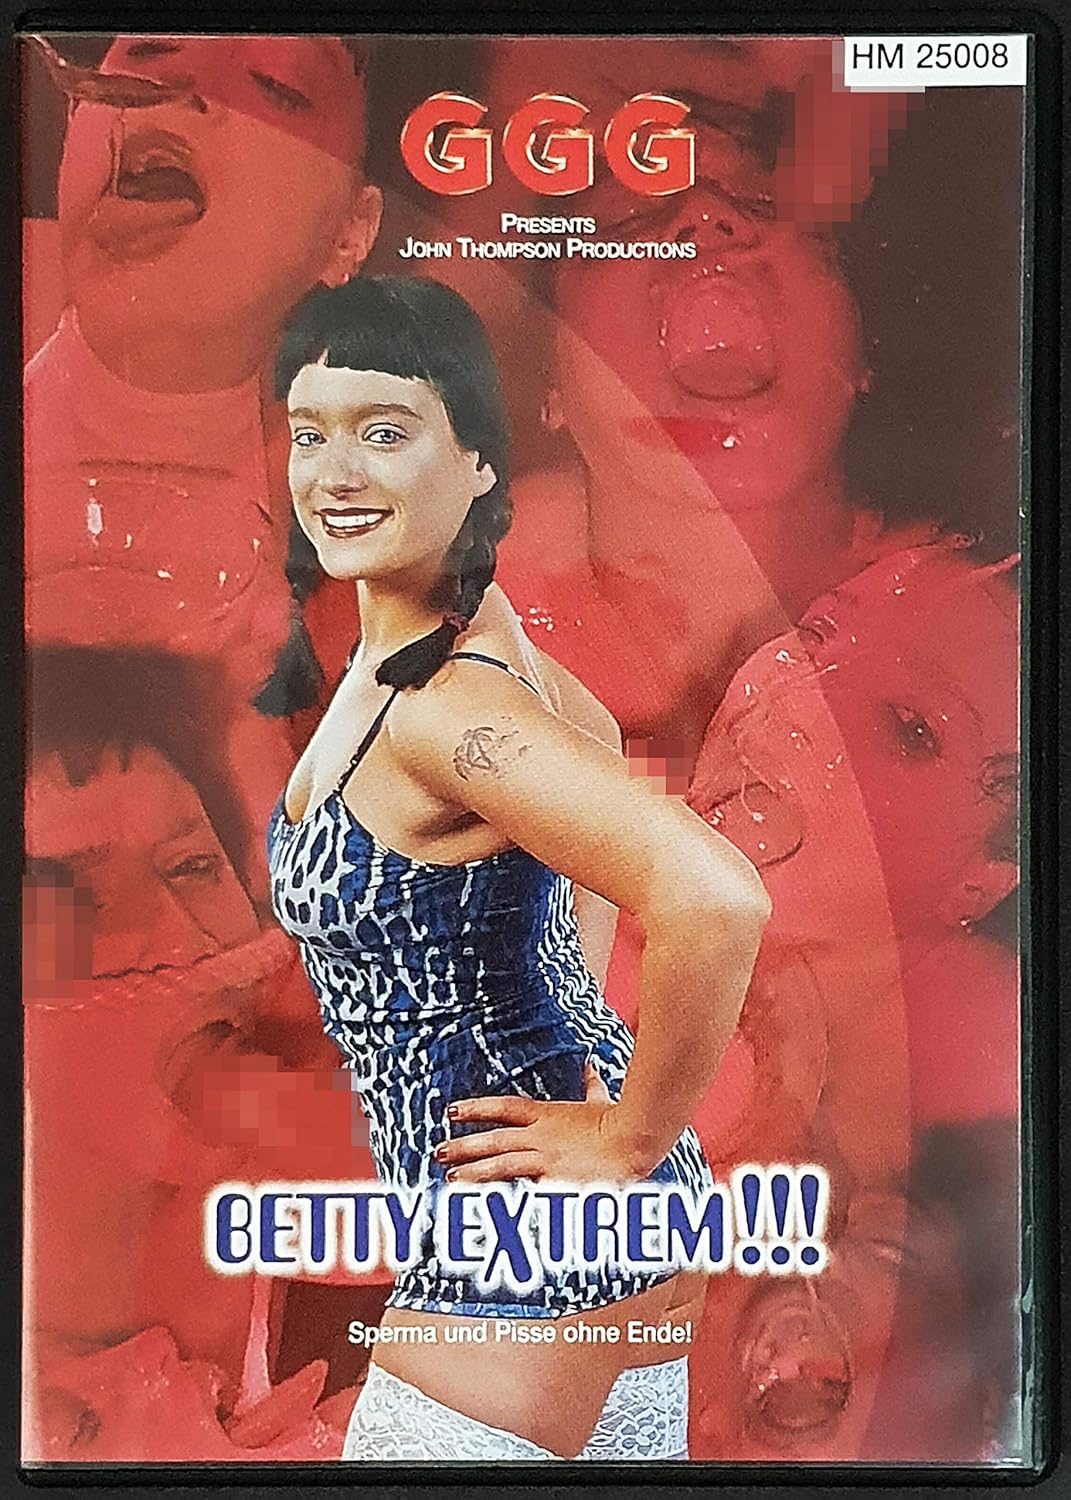 HM 25008
GGG
PRESENTS
JOHN THOMPSON PRODUCTIONS
BETTY EXTREM!!!
Sperma und Pisse ohne Ende!